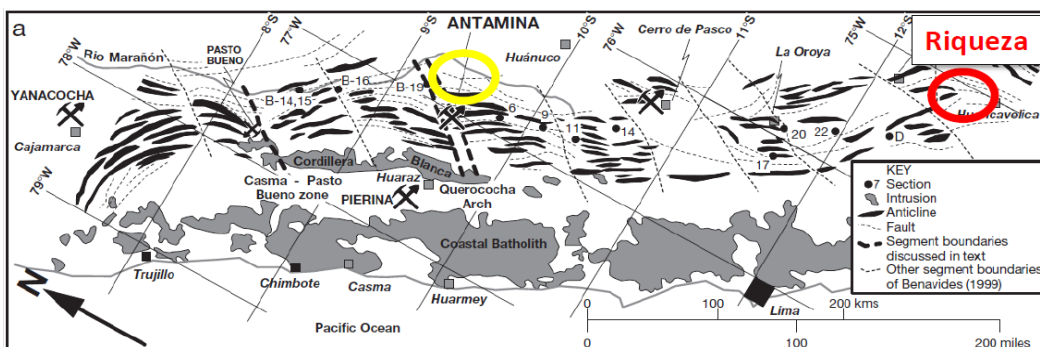 a
ANTAMINA
Riqueza
78°W
8°S
77°W
9°S
10°S
76°W
11°S
75°W
12°S
79°W
Rio Marañón
PASTO
BUENO
Huánuco
Cerro de Pasco
La Oroya
YANACOCHA
Cajamarca
B-14,15
B-16
B-19
6
9
11
14
17
20
22
D
Cordillera
Blanca
Huaraz
Casma - Pasto
Bueno zone
PIERINA
Querococha
Arch
Coastal Batholith
Trujillo
Chimbote
Casma
Huarmey
Lima
Pacific Ocean
N
KEY
7 Section
Intrusion
Anticline
Fault
Segment boundaries
discussed in text
Other segment boundaries
of Benavides (1999)
0 100 200 kms
0 100 200 miles